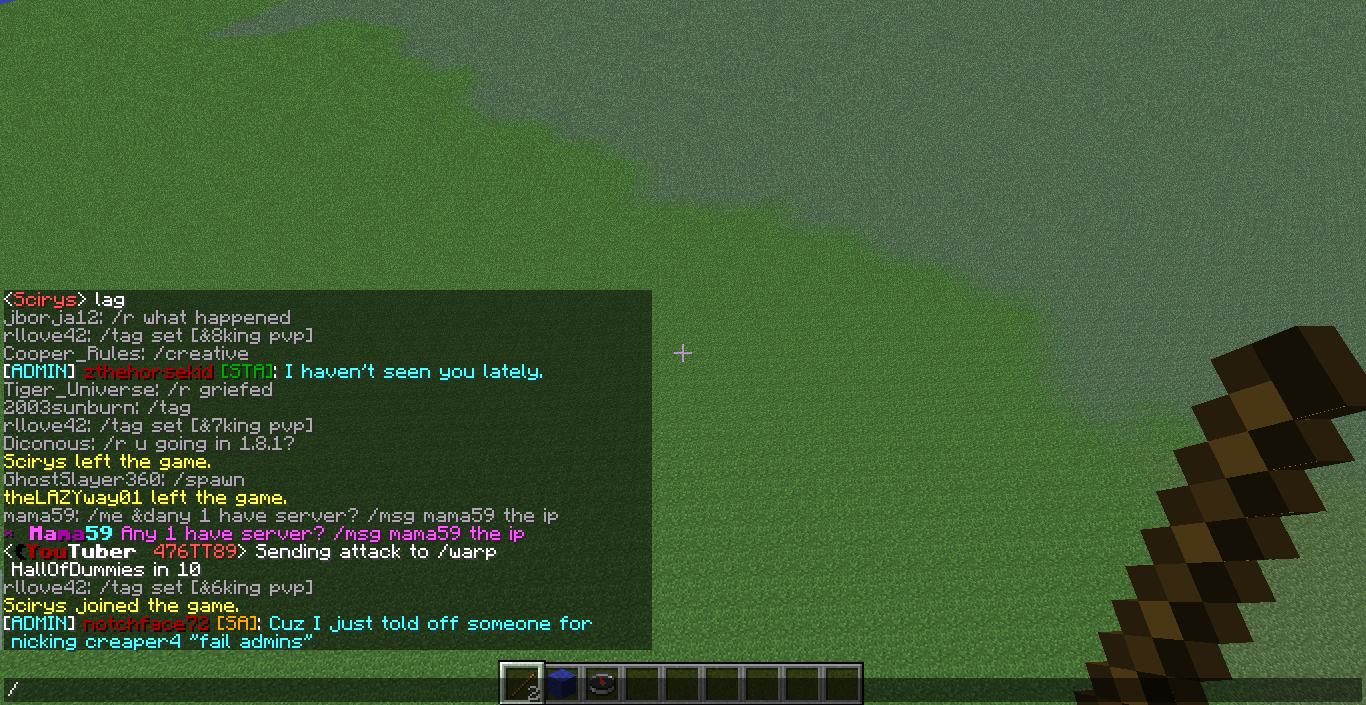 <Scirys> lag
jborja12: /r what happened
rllove42: /tag set [&8king pvp]
Cooper_Rules: /creative
[ADMIN] zthehorsekid [STA]: I haven't seen you lately.
Tiger_Universe: /r griefed
2003sunburn: /tag
rllove42: /tag set [&7king pvp]
Diconous: /r u going in 1.8.1?
Scirys left the game.
GhostSlayer360: /spawn
theLAZYway01 left the game.
mama59: /me &dany 1 have server? /msg mama59 the ip
* Mama59 Any 1 have server? /msg mama59 the ip
<YouTuber 476TT89> Sending attack to /warp
HallOfDummies in 10
rllove42: /tag set [&6king pvp]
Scirys joined the game.
[ADMIN] notchface72 [SA]: Cuz I just told off someone for
nicking creaper4 "fail admins"
2
/